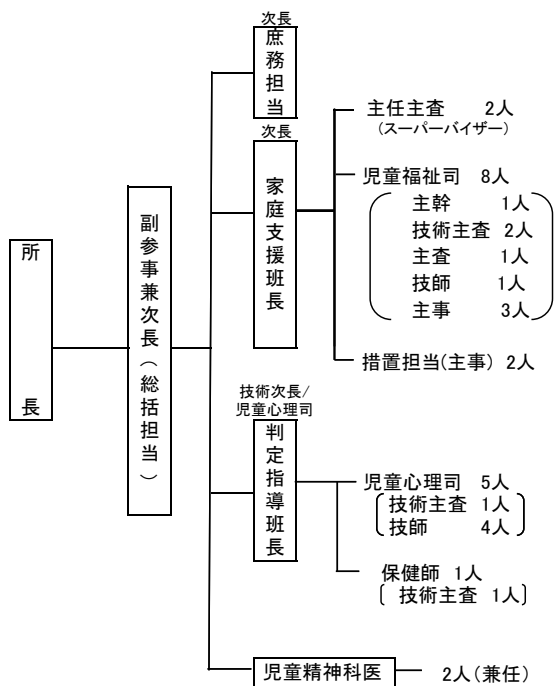 所長
副参事兼次長（総括担当）
次長
庶務担当
次長
家庭支援班長
主任主査 2人
(スーパーバイザー)
児童福祉司 8人
主幹 1人
技術主査 2人
主査 1人
技師 1人
主事 3人
措置担当(主事) 2人
技術次長/
児童心理司
判定指導班長
児童心理司 5人
技術主査 1人
技師 4人
保健師 1人
技術主査 1人
児童精神科医
2人(兼任)